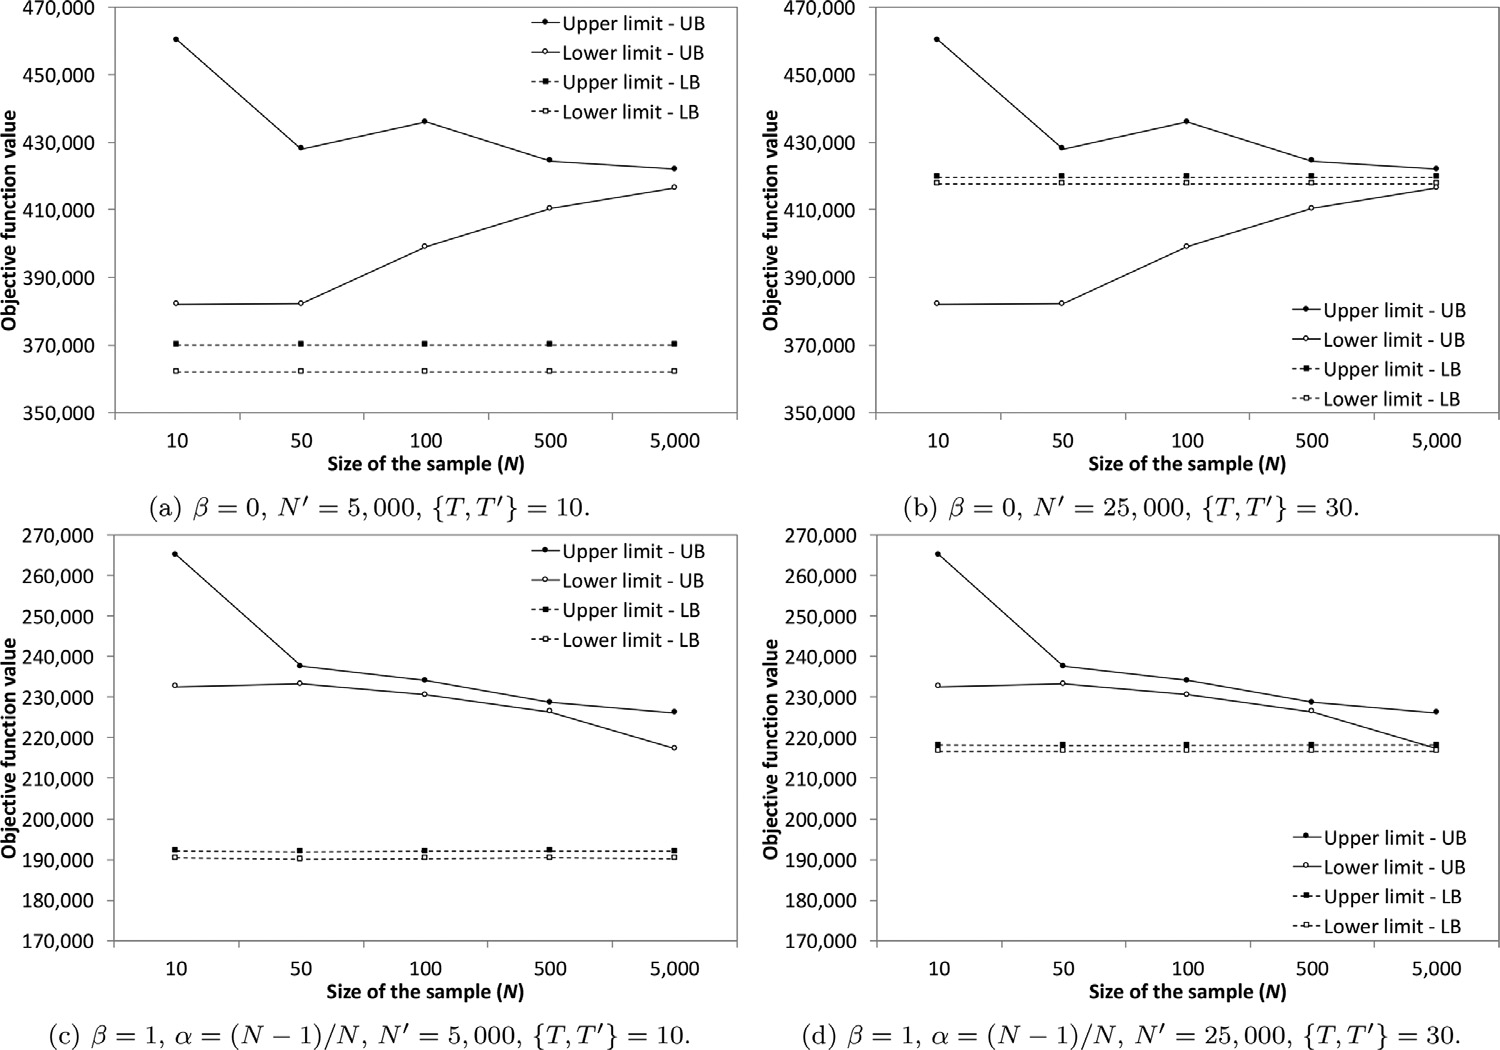 470,000
450,000
430,000
410,000
390,000
370,000
350,000
Objective function value
Upper limit - UB
Lower limit - UB
Upper limit - LB
Lower limit - LB
10 50 100 500 5,000
Size of the sample (N)
(a) β = 0, N′ = 5,000, {T, T′} = 10.
470,000
450,000
430,000
410,000
390,000
370,000
350,000
Objective function value
Upper limit - UB
Lower limit - UB
Upper limit - LB
Lower limit - LB
10 50 100 500 5,000
Size of the sample (N)
(b) β = 0, N′ = 25,000, {T, T′} = 30.
270,000
260,000
250,000
240,000
230,000
220,000
210,000
200,000
190,000
180,000
170,000
Objective function value
Upper limit - UB
Lower limit - UB
Upper limit - LB
Lower limit - LB
10 50 100 500 5,000
Size of the sample (N)
(c) β = 1, α = (N − 1)/N, N′ = 5,000, {T, T′} = 10.
270,000
260,000
250,000
240,000
230,000
220,000
210,000
200,000
190,000
180,000
170,000
Objective function value
Upper limit - UB
Lower limit - UB
Upper limit - LB
Lower limit - LB
10 50 100 500 5,000
Size of the sample (N)
(d) β = 1, α = (N − 1)/N, N′ = 25,000, {T, T′} = 30.